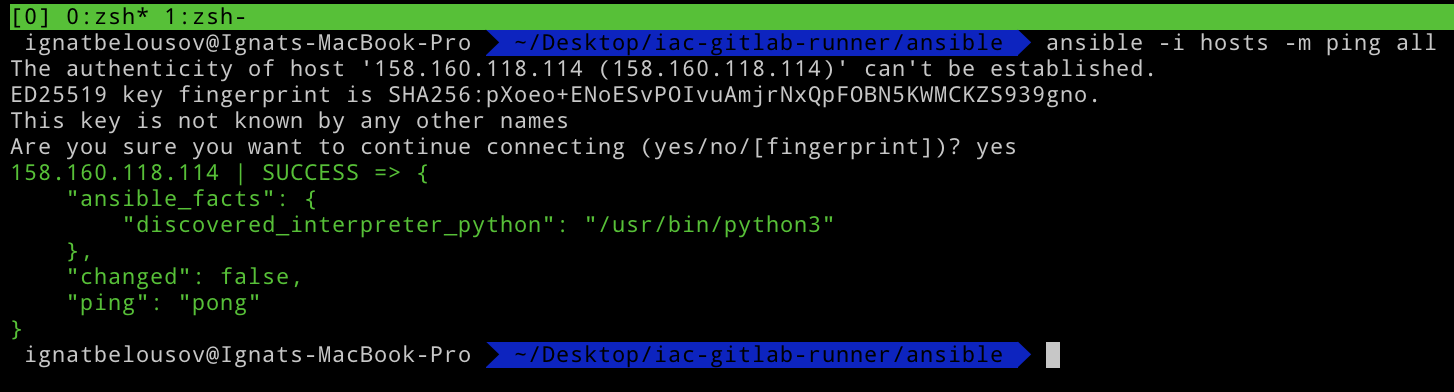 [0] 0:zsh* 1:zsh-
ignatbelousov@Ignats-MacBook-Pro ~/Desktop/iac-gitlab-runner/ansible ansible -i hosts -m ping all
The authenticity of host '158.160.118.114 (158.160.118.114)' can't be established.
ED25519 key fingerprint is SHA256:pXoeo+ENoESvPOIvuAmjrNxQpFOBN5KWMCKZS939gno.
This key is not known by any other names
Are you sure you want to continue connecting (yes/no/[fingerprint])? yes
158.160.118.114 | SUCCESS => {
    "ansible_facts": {
        "discovered_interpreter_python": "/usr/bin/python3"
    },
    "changed": false,
    "ping": "pong"
}
ignatbelousov@Ignats-MacBook-Pro ~/Desktop/iac-gitlab-runner/ansible